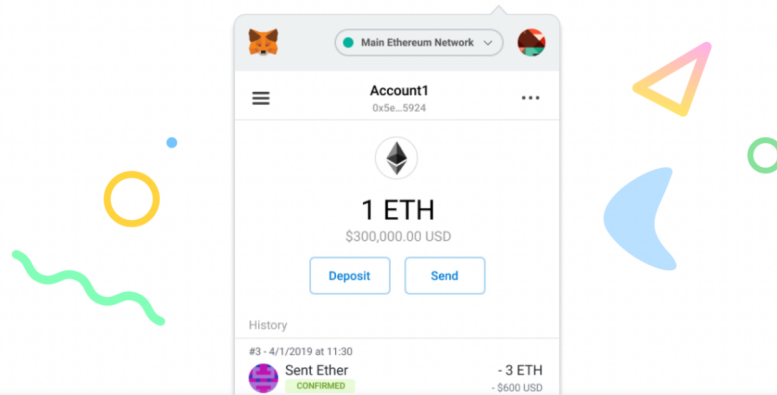 Main Ethereum Network
Account1
0x5e...5924
1 ETH
$300,000.00 USD
Deposit Send
History
#3 - 4/1/2019 at 11:30
Sent Ether - 3 ETH
CONFIRMED - $600 USD